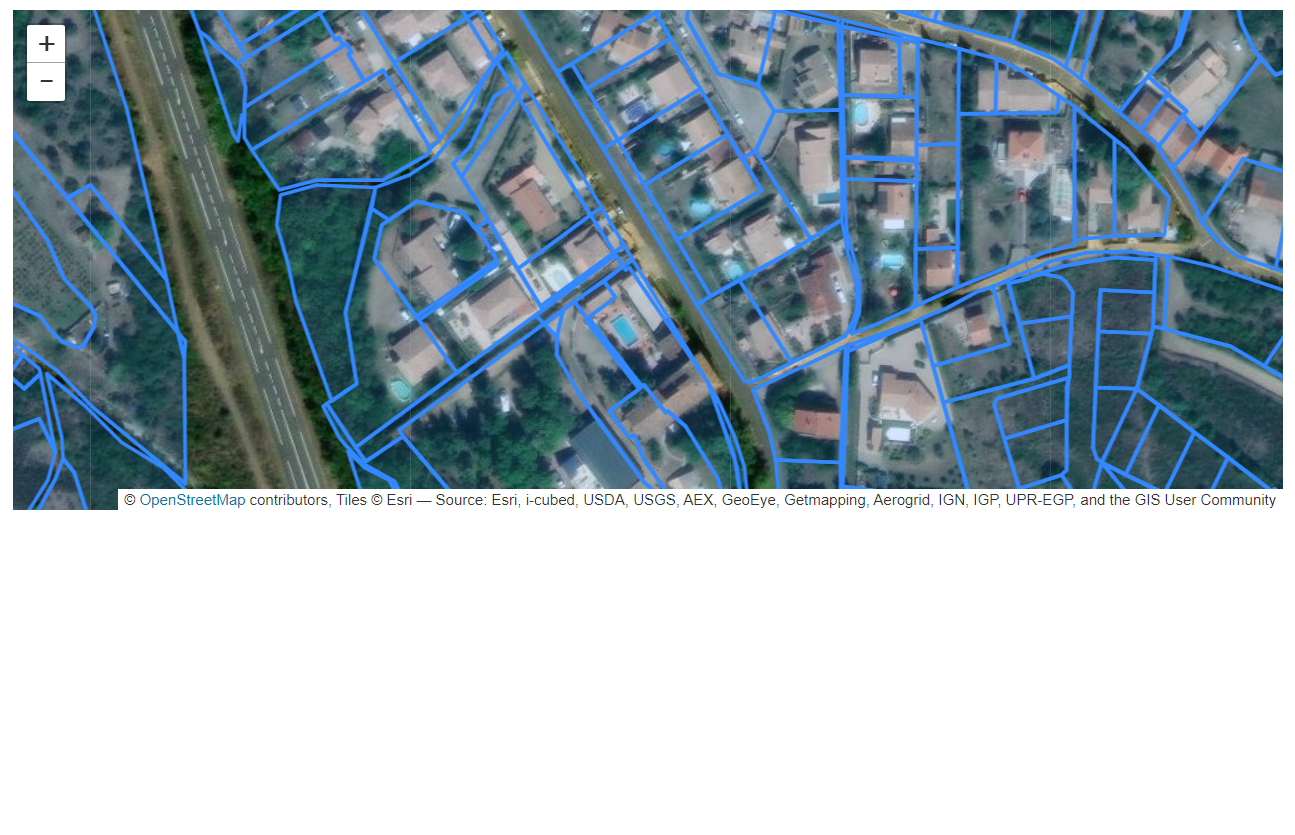 +
−
© OpenStreetMap contributors, Tiles © Esri — Source: Esri, i-cubed, USDA, USGS, AEX, GeoEye, Getmapping, Aerogrid, IGN, IGP, UPR-EGP, and the GIS User Community